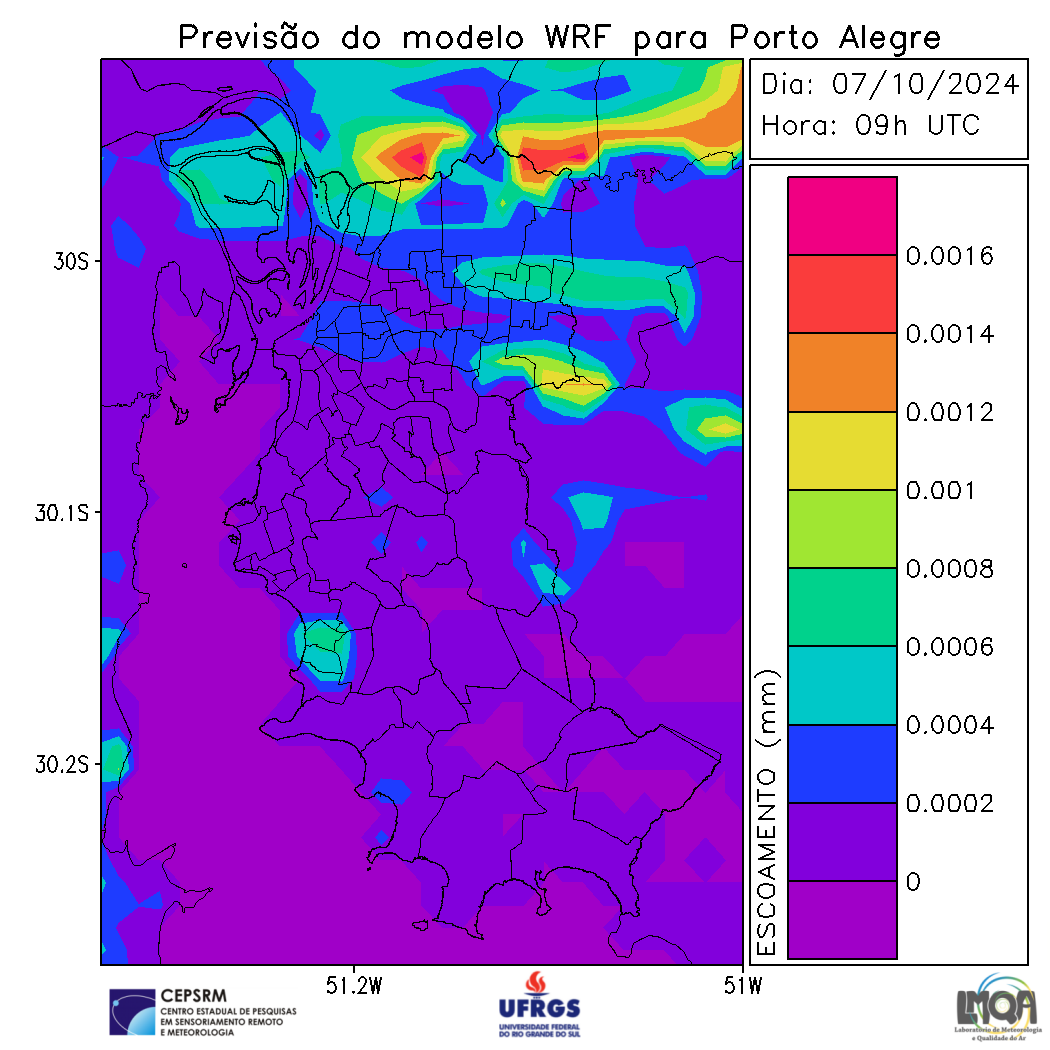 Previsão do modelo WRF para Porto Alegre
Dia: 07/10/2024
Hora: 09h UTC
30S
30.1S
30.2S
51.2W
51W
ESCOAMENTO (mm)
0.0016
0.0014
0.0012
0.001
0.0008
0.0006
0.0004
0.0002
0
CEPSRM
CENTRO ESTADUAL DE PESQUISAS
EM SENSORIAMENTO REMOTO
E METEOROLOGIA
UFRGS
UNIVERSIDADE FEDERAL
DO RIO GRANDE DO SUL
LMQA
Laboratório de Meteorologia
e Qualidade do Ar